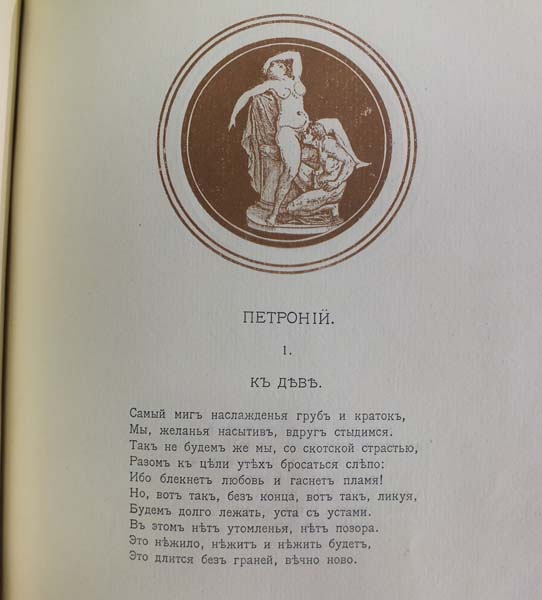 ПЕТРОНІЙ.
1.
КЪ ДѢВѢ.
Самый мигъ наслажденья грубъ и кратокъ,
Мы, желанья насытивъ, вдругъ стыдимся.
Такъ не будемъ же мы, со скотской страстью,
Разомъ къ цѣли утѣхъ бросаться слѣпо:
Ибо блекнетъ любовь и гаснетъ пламя!
Но, вотъ такъ, безъ конца, вотъ такъ, ликуя,
Будемъ долго лежать, уста съ устами.
Въ этомъ нѣтъ утомленья, нѣтъ позора.
Это нѣжило, нѣжитъ и нѣжить будетъ,
Это длится безъ граней, вѣчно ново.